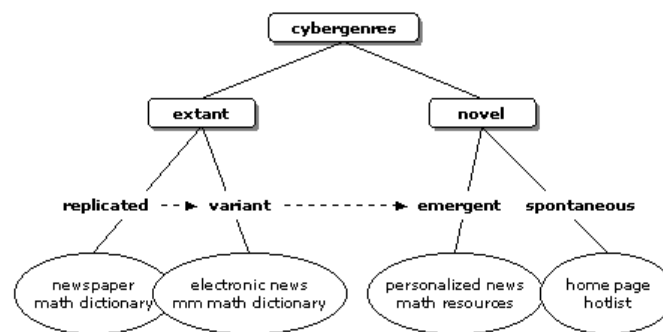 cybergenres
extant
novel
replicated
variant
emergent
spontaneous
newspaper
math dictionary
electronic news
mm math dictionary
personalized news
math resources
home page
hotlist